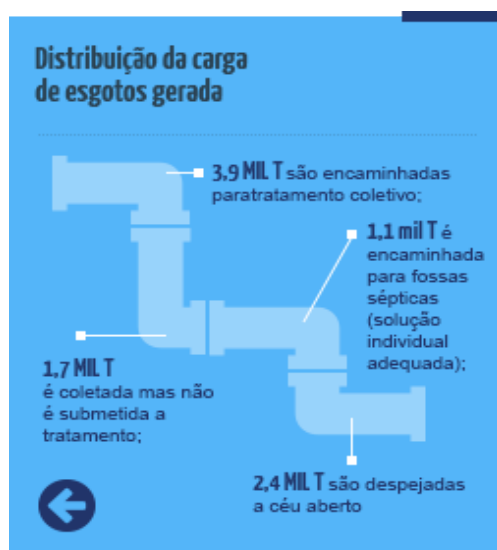 Distribuição da carga
de esgotos gerada
3,9 MIL T são encaminhadas
paratratamento coletivo;
1,1 mil T é
encaminhada
para fossas
sépticas
(solução
individual
adequada);
1,7 MIL T
é coletada mas não
é submetida a
tratamento;
2,4 MIL T são despejadas
a céu aberto